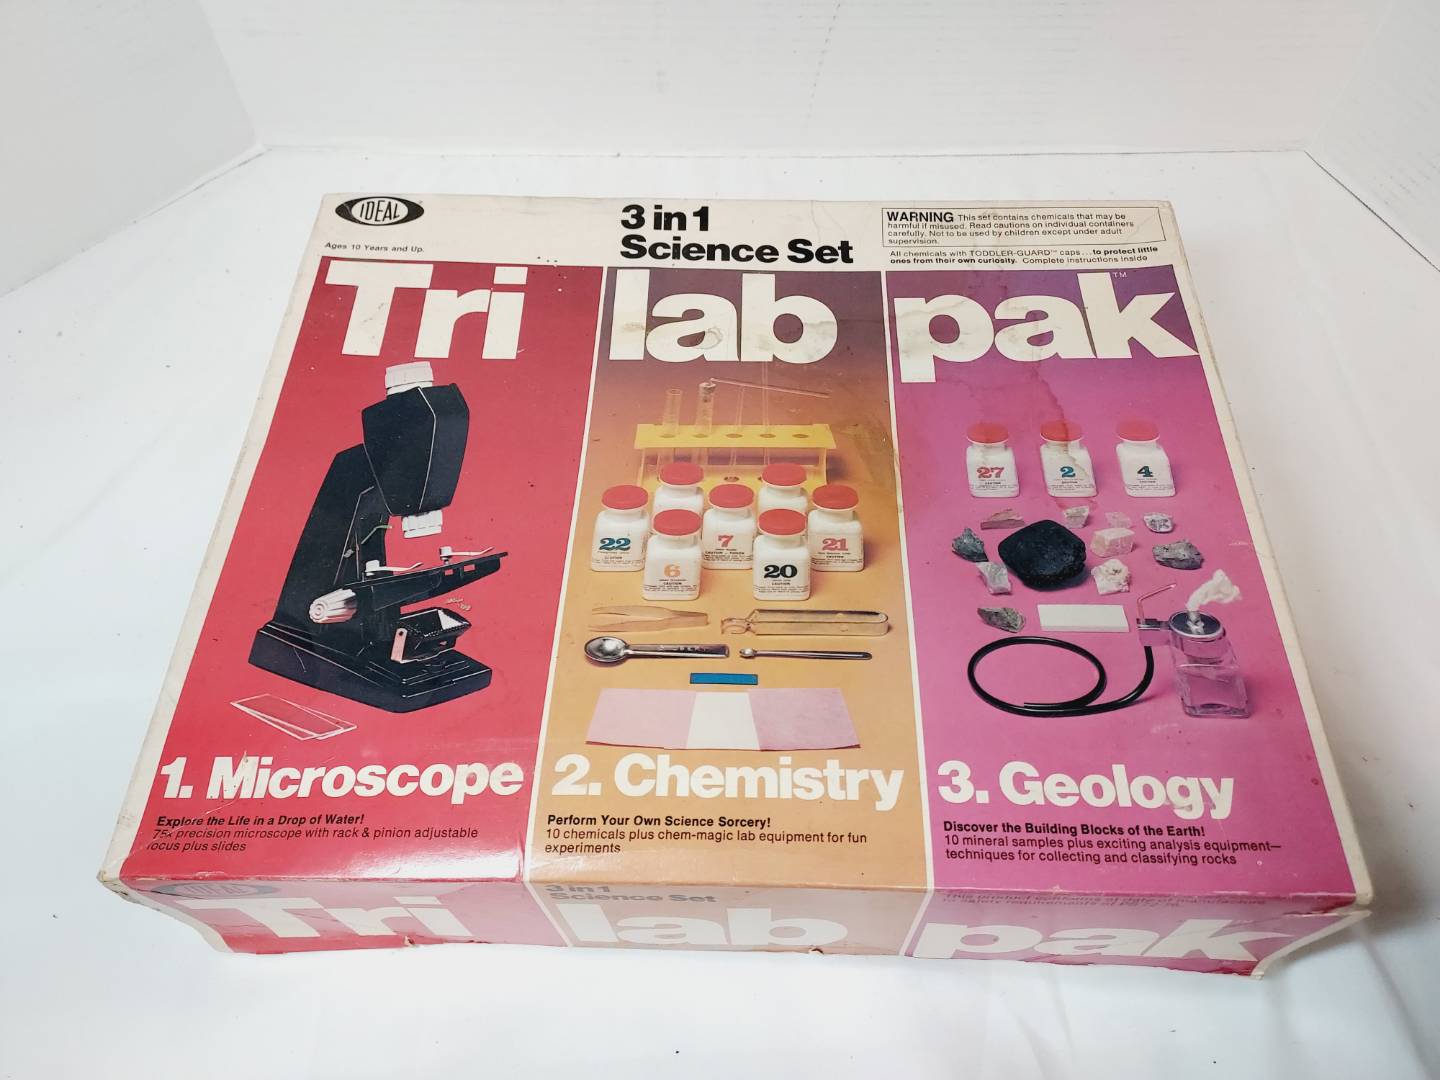 IDEAL
Ages 10 Years and Up.
3 in 1
Science Set
WARNING This set contains chemicals that may be
harmful if misused. Read cautions on individual containers
carefully. Not to be used by children except under adult
supervision.
All chemicals with TODDLER-GUARD™ caps...to protect little
ones from their own curiosity. Complete instructions inside
Tri lab pak™
27 2 4
22 7 21
6 20
CAUTION
1. Microscope
Explore the Life in a Drop of Water!
75x precision microscope with rack & pinion adjustable
focus plus slides
2. Chemistry
Perform Your Own Science Sorcery!
10 chemicals plus chem-magic lab equipment for fun
experiments
3. Geology
Discover the Building Blocks of the Earth!
10 mineral samples plus exciting analysis equipment—
techniques for collecting and classifying rocks
IDEAL
3 in 1
Science Set
Tri lab pak